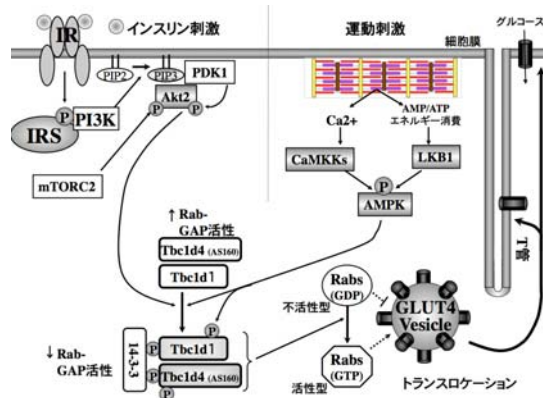 インスリン刺激
運動刺激
細胞膜
グルコース
IR
PIP2
PIP3
PDK1
Akt2
P
P
P
PI3K
IRS
mTORC2
Ca2+
AMP/ATP
エネルギー消費
CaMKKs
LKB1
P
AMPK
T管
↑ Rab-
GAP活性
Tbc1d4 (AS160)
Tbc1d1
↓ Rab-
GAP活性
14-3-3
P
P
Tbc1d1
P
Tbc1d4 (AS160)
P
Rabs
(GDP)
不活性型
Rabs
(GTP)
活性型
GLUT4
Vesicle
トランスロケーション